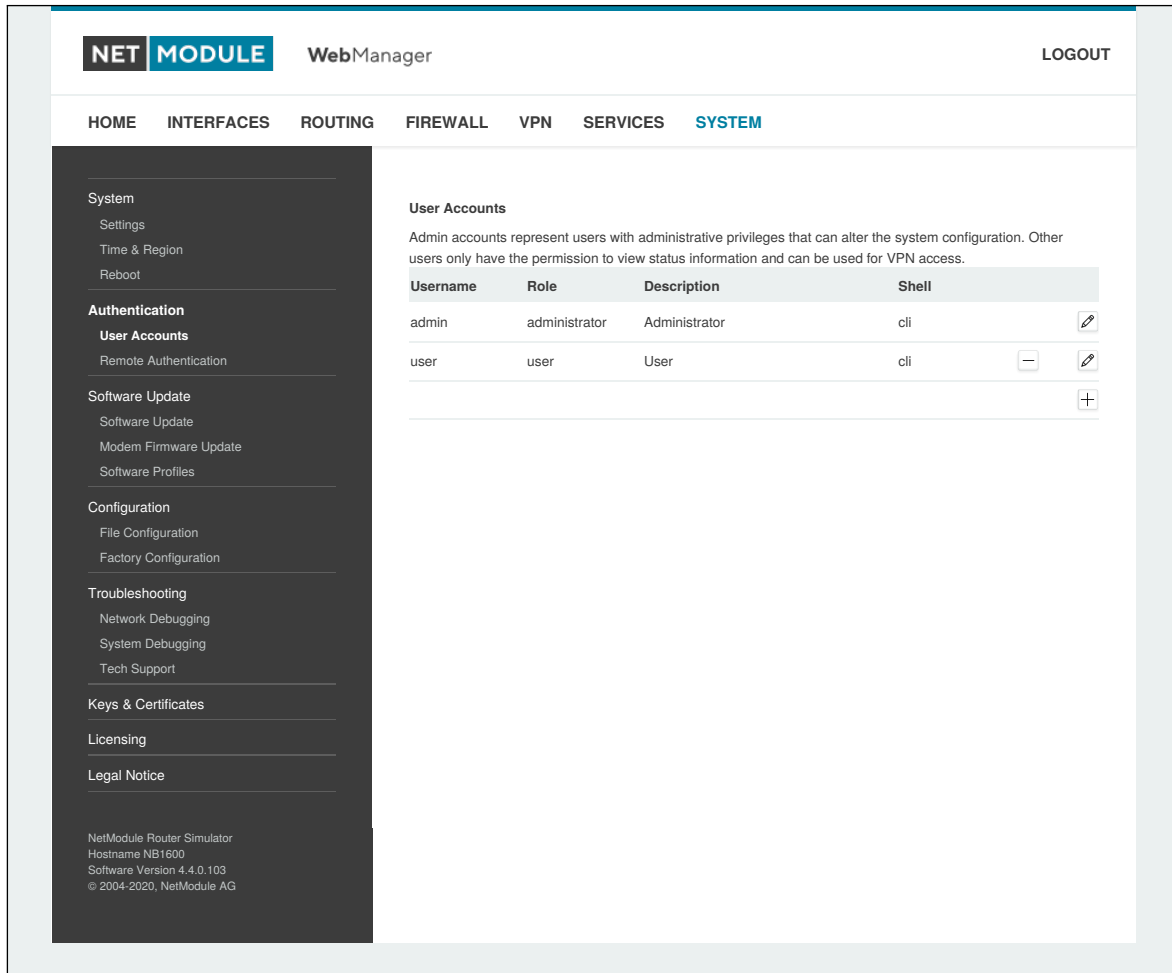 NET MODULE WebManager LOGOUT
HOME INTERFACES ROUTING FIREWALL VPN SERVICES SYSTEM
System
Settings
Time & Region
Reboot
Authentication
User Accounts
Remote Authentication
Software Update
Software Update
Modem Firmware Update
Software Profiles
Configuration
File Configuration
Factory Configuration
Troubleshooting
Network Debugging
System Debugging
Tech Support
Keys & Certificates
Licensing
Legal Notice
NetModule Router Simulator
Hostname NB1600
Software Version 4.4.0.103
© 2004-2020, NetModule AG
User Accounts
Admin accounts represent users with administrative privileges that can alter the system configuration. Other
users only have the permission to view status information and can be used for VPN access.
Username Role Description Shell
admin administrator Administrator cli
user user User cli